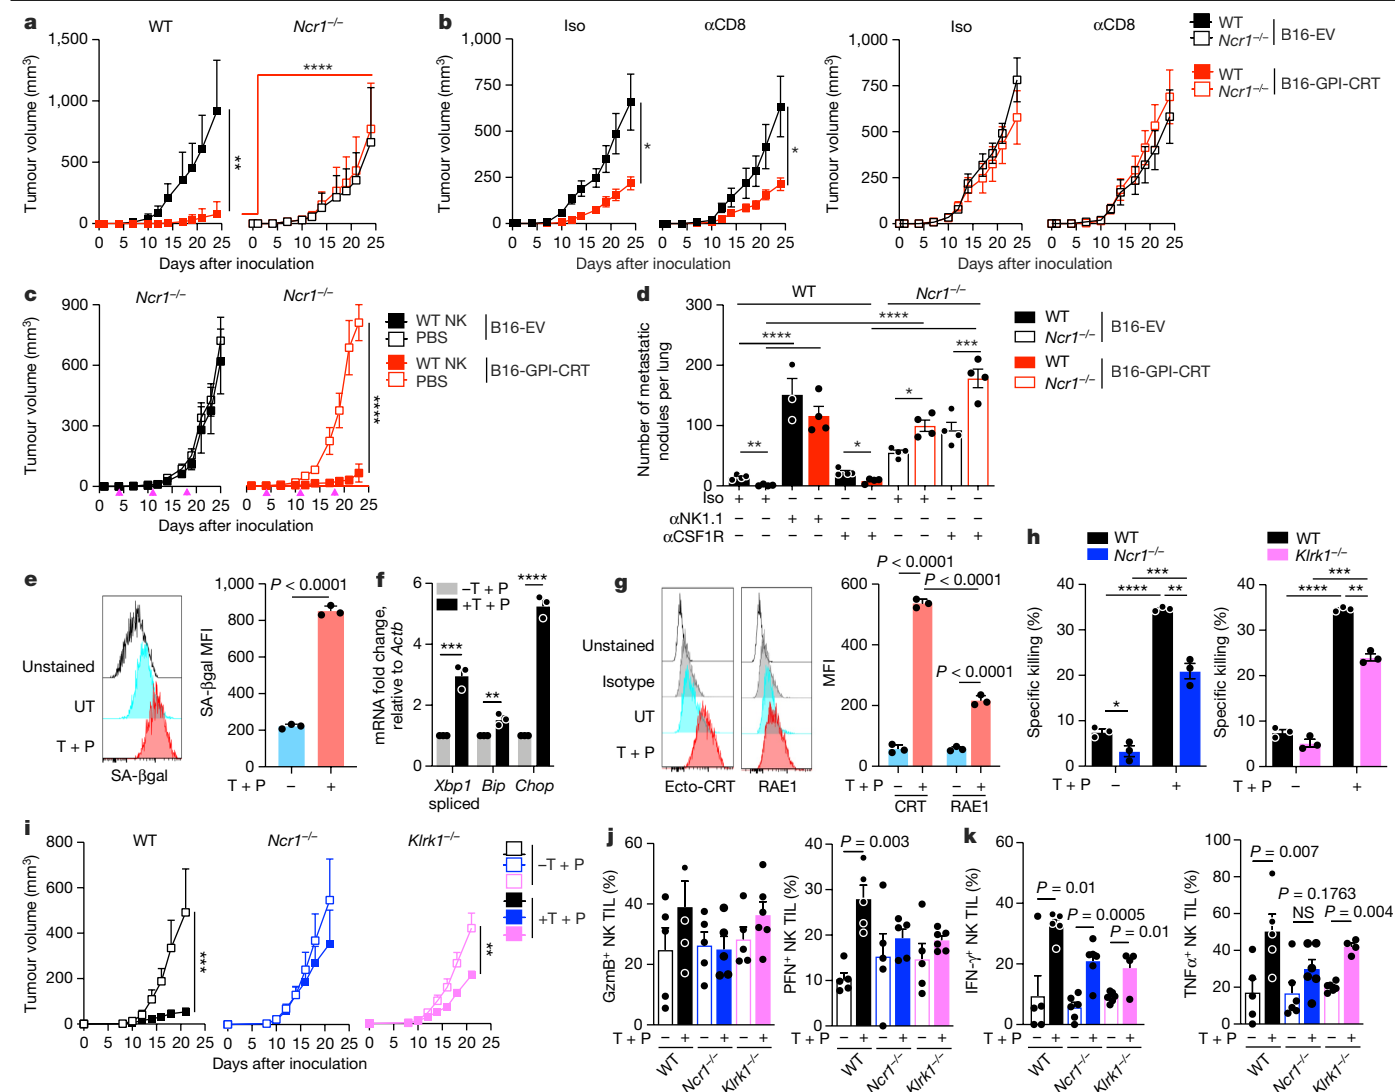 a
WT
Ncr1–/–
Tumour volume (mm3)
1,500
1,000
500
0
****
**
0 5 10 15 20 25
0 5 10 15 20 25
Days after inoculation
b
Iso
αCD8
Tumour volume (mm3)
1,000
750
500
250
0
*
*
0 5 10 15 20 25
0 5 10 15 20 25
Days after inoculation
Iso
αCD8
Tumour volume (mm3)
1,000
750
500
250
0
0 5 10 15 20 25
0 5 10 15 20 25
Days after inoculation
WT
Ncr1–/–
B16-EV
WT
Ncr1–/–
B16-GPI-CRT
c
Ncr1–/–
Ncr1–/–
Tumour volume (mm3)
900
600
300
0
****
0 5 10 15 20 25
0 5 10 15 20 25
Days after inoculation
WT NK
PBS
B16-EV
WT NK
PBS
B16-GPI-CRT
d
WT
Ncr1–/–
Number of metastatic
nodules per lung
300
200
100
0
****
****
***
**
*
*
Iso + + – – – – + + – –
αNK1.1 – – + + – – – – – –
αCSF1R – – – – + + – – + +
WT
Ncr1–/–
B16-EV
WT
Ncr1–/–
B16-GPI-CRT
e
Unstained
UT
T + P
SA-βgal
SA-βgal MFI
1,000
800
600
400
200
0
P < 0.0001
T + P – +
f
mRNA fold change,
relative to Actb
6
4
2
0
–T + P
+T + P
***
**
****
Xbp1
spliced
Bip
Chop
g
Unstained
Isotype
UT
T + P
Ecto-CRT
RAE1
MFI
600
400
200
0
P < 0.0001
P < 0.0001
P < 0.0001
T + P – + – +
CRT RAE1
h
WT
Ncr1–/–
Specific killing (%)
40
30
20
10
0
***
**** **
*
T + P – +
WT
Klrk1–/–
Specific killing (%)
40
30
20
10
0
***
**** **
– +
i
WT
Ncr1–/–
Klrk1–/–
Tumour volume (mm3)
800
600
400
200
0
***
**
0 5 10 15 20 25
0 5 10 15 20 25
0 5 10 15 20 25
Days after inoculation
–T + P
+T + P
j
GzmB+ NK TIL (%)
60
40
20
0
T + P – + – + – +
WT
Ncr1–/–
Klrk1–/–
PFN+ NK TIL (%)
40
30
20
10
0
P = 0.003
– + – + – +
WT
Ncr1–/–
Klrk1–/–
k
IFN-γ+ NK TIL (%)
60
40
20
0
P = 0.01
P = 0.0005
P = 0.01
T + P – + – + – +
WT
Ncr1–/–
Klrk1–/–
TNFα+ NK TIL (%)
100
80
60
40
20
0
P = 0.007
P = 0.1763
NS
P = 0.004
– + – + – +
WT
Ncr1–/–
Klrk1–/–